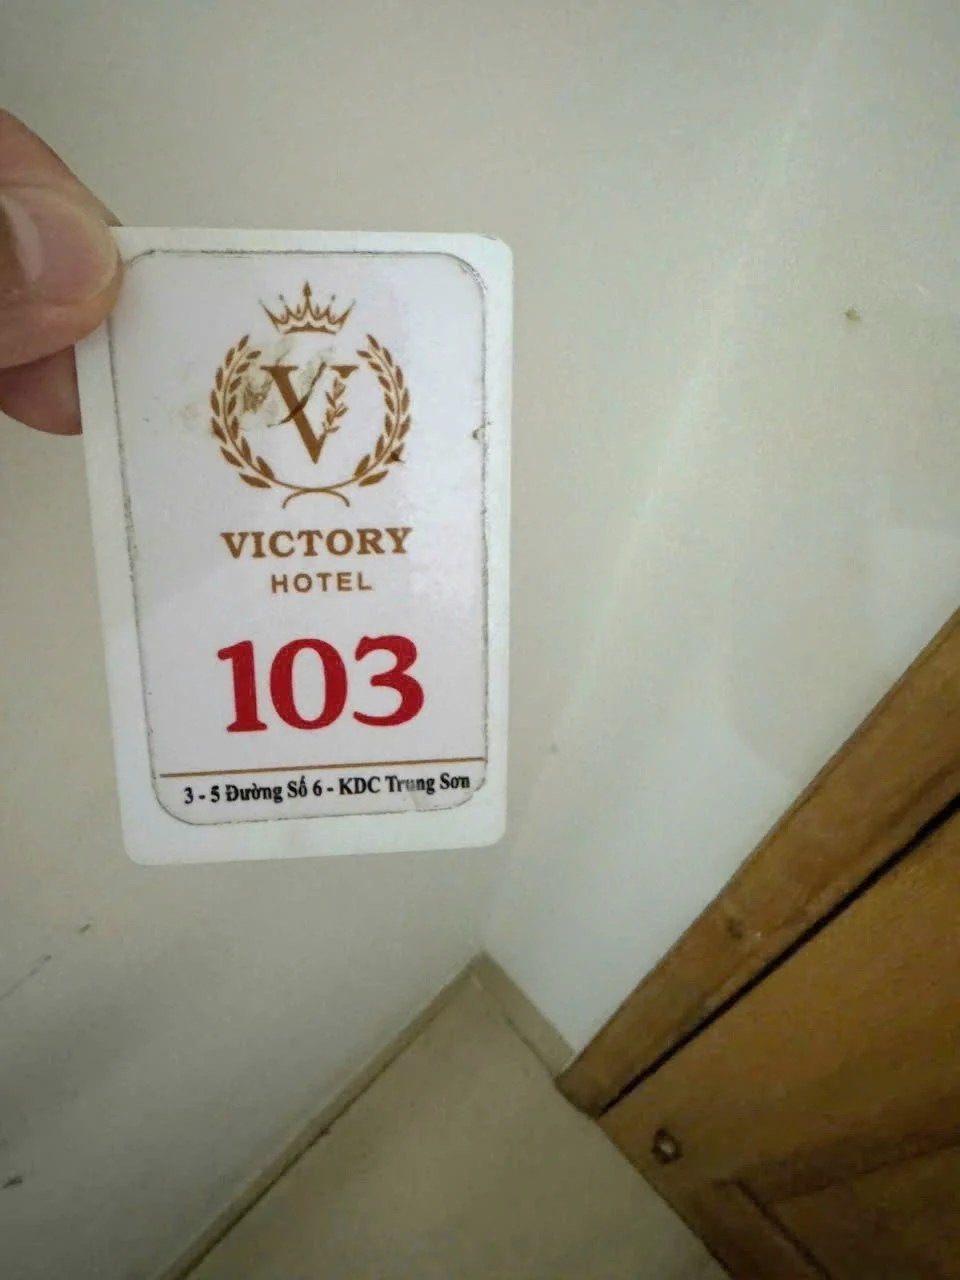 V
VICTORY
HOTEL
103
3 - 5 Đường Số 6 - KDC Trung Sơn